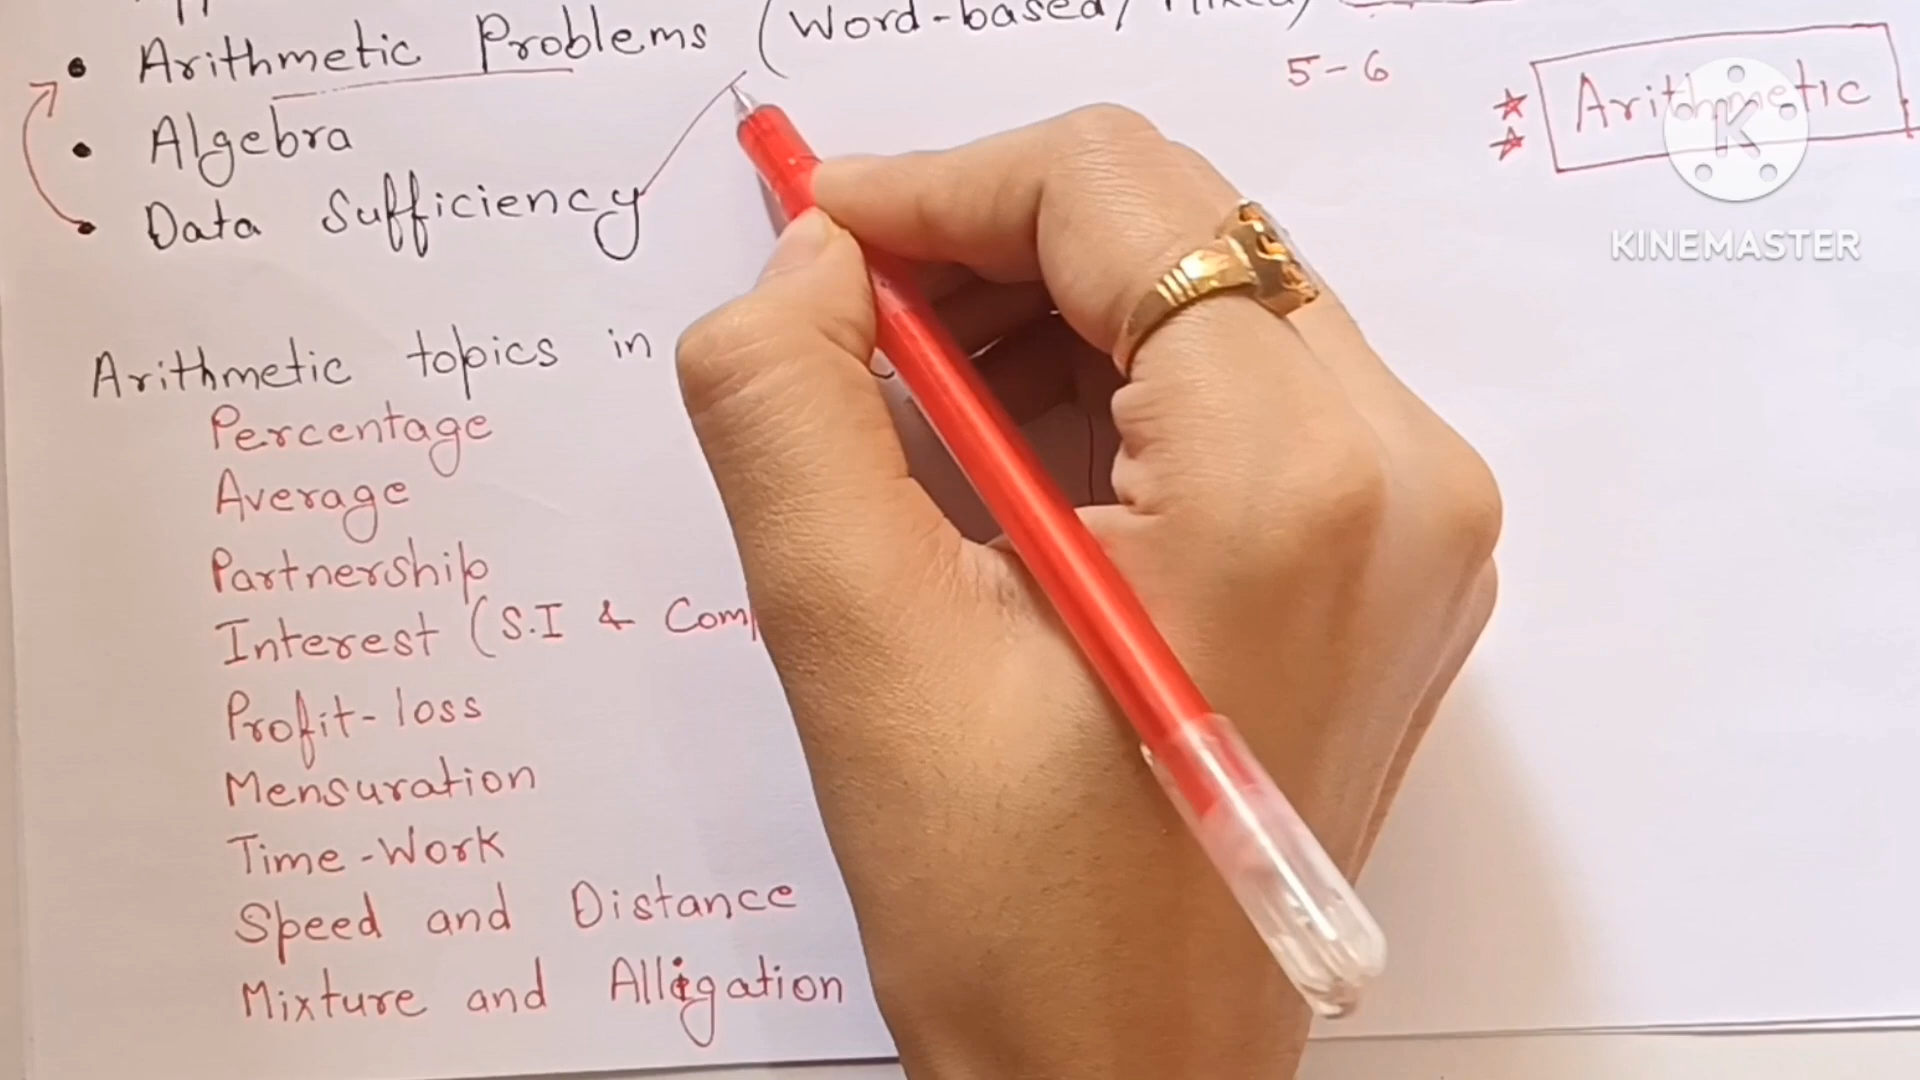 • Arithmetic Problems (Word-based,
5-6
Arithmetic
• Algebra
• Data Sufficiency
KINEMASTER
Arithmetic topics in
Percentage
Average
Partnership
Interest (S.I & Com
Profit-loss
Mensuration
Time-Work
Speed and Distance
Mixture and Alligation